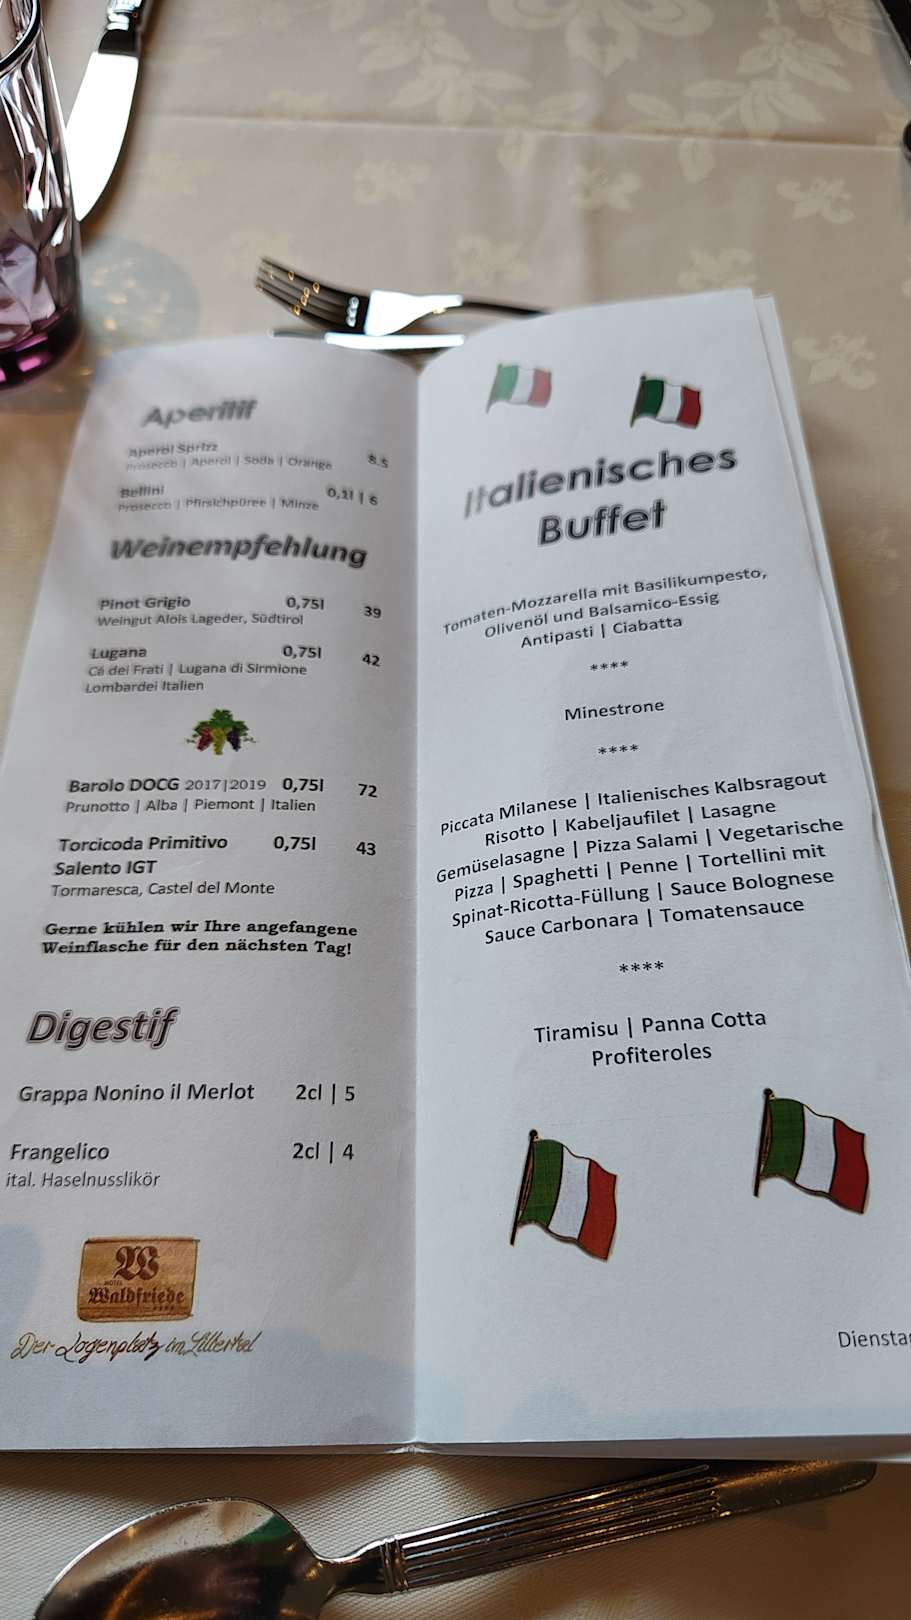 Aperitif
Aperol Sprizz
Prosecco | Aperol | Soda | Orange 8.5
Bellini 0,1l | 6
Prosecco | Pfirsichpüree | Minze
Weinempfehlung
Pinot Grigio 0,75l 39
Weingut Alois Lageder, Südtirol
Lugana 0,75l 42
Cá dei Frati | Lugana di Sirmione
Lombardei Italien
Barolo DOCG 2017|2019 0,75l 72
Prunotto | Alba | Piemont | Italien
Torcicoda Primitivo 0,75l 43
Salento IGT
Tormaresca, Castel del Monte
Gerne kühlen wir Ihre angefangene
Weinflasche für den nächsten Tag!
Digestif
Grappa Nonino il Merlot 2cl | 5
Frangelico 2cl | 4
ital. Haselnusslikör
W
HOTEL
Waldfriede
Der Logenplatz im Zillertal
Italienisches
Buffet
Tomaten-Mozzarella mit Basilikumpesto,
Olivenöl und Balsamico-Essig
Antipasti | Ciabatta
****
Minestrone
****
Piccata Milanese | Italienisches Kalbsragout
Risotto | Kabeljaufilet | Lasagne
Gemüselasagne | Pizza Salami | Vegetarische
Pizza | Spaghetti | Penne | Tortellini mit
Spinat-Ricotta-Füllung | Sauce Bolognese
Sauce Carbonara | Tomatensauce
****
Tiramisu | Panna Cotta
Profiteroles
Diensta